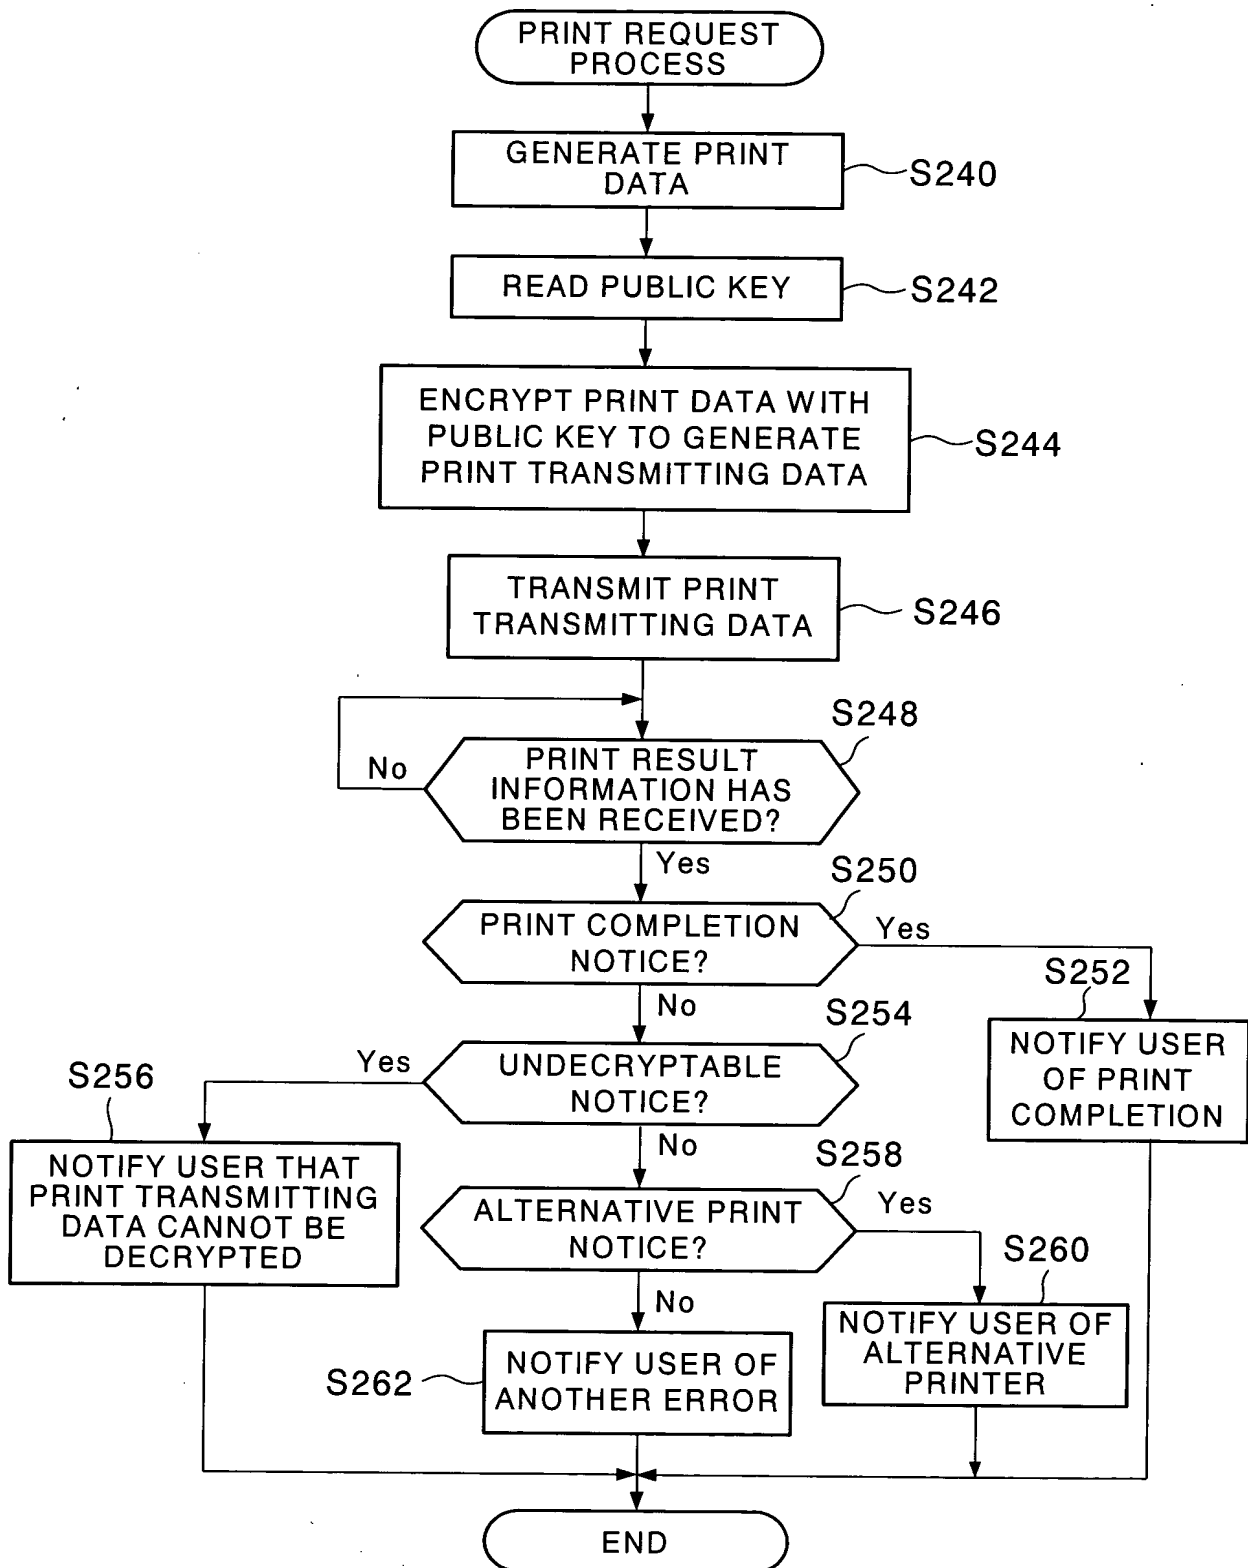 PRINT REQUEST
PROCESS
GENERATE PRINT
DATA
S240
READ PUBLIC KEY
S242
ENCRYPT PRINT DATA WITH
PUBLIC KEY TO GENERATE
PRINT TRANSMITTING DATA
S244
TRANSMIT PRINT
TRANSMITTING DATA
S246
S248
PRINT RESULT
INFORMATION HAS
BEEN RECEIVED?
No
Yes
S250
PRINT COMPLETION
NOTICE?
Yes
No
S252
NOTIFY USER
OF PRINT
COMPLETION
S254
UNDECRYPTABLE
NOTICE?
Yes
No
S256
NOTIFY USER THAT
PRINT TRANSMITTING
DATA CANNOT BE
DECRYPTED
S258
ALTERNATIVE PRINT
NOTICE?
Yes
No
S260
NOTIFY USER OF
ALTERNATIVE
PRINTER
S262
NOTIFY USER OF
ANOTHER ERROR
END